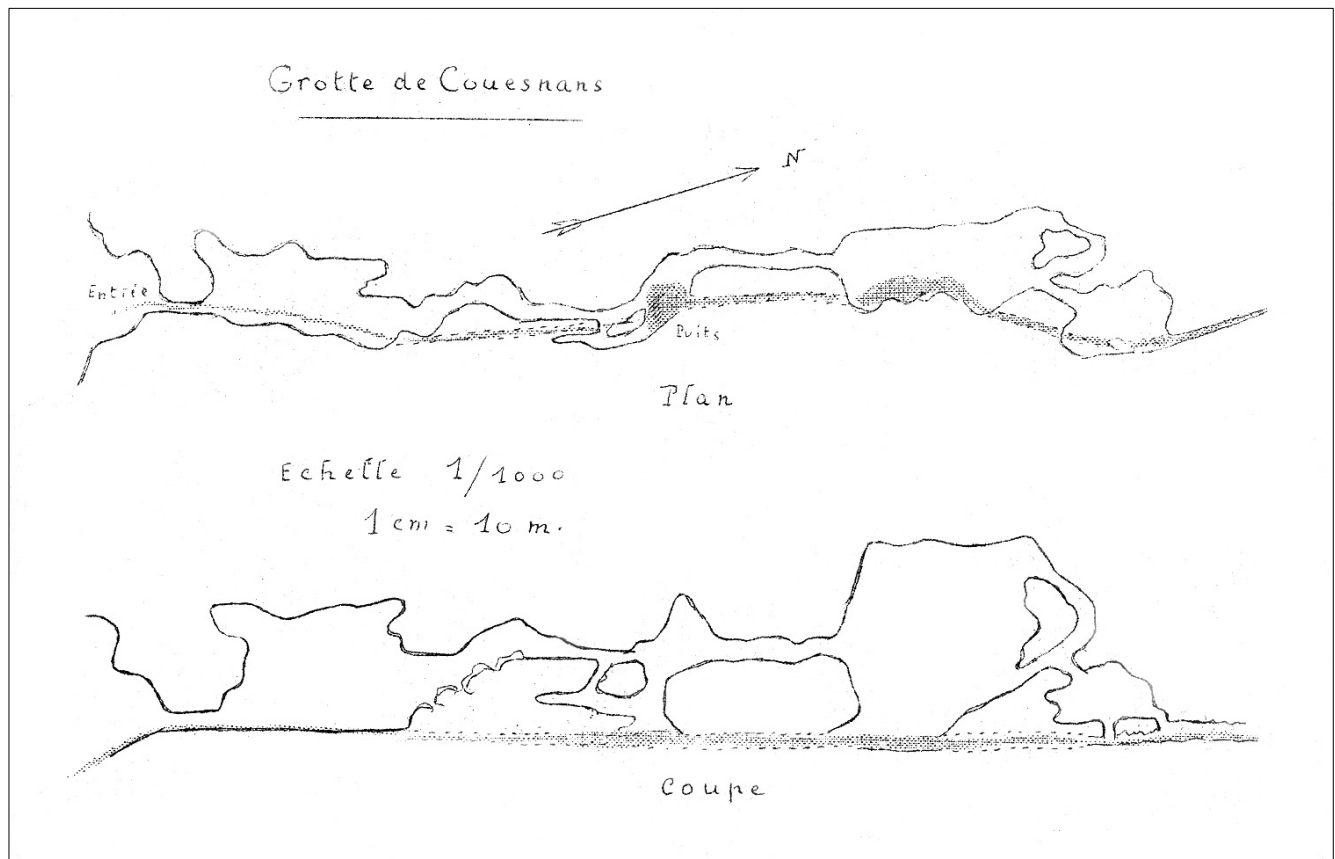 Grotte de Couesnans
N
Entrée
Puits
Plan
Echelle 1/1000
1 cm = 10 m.
Coupe